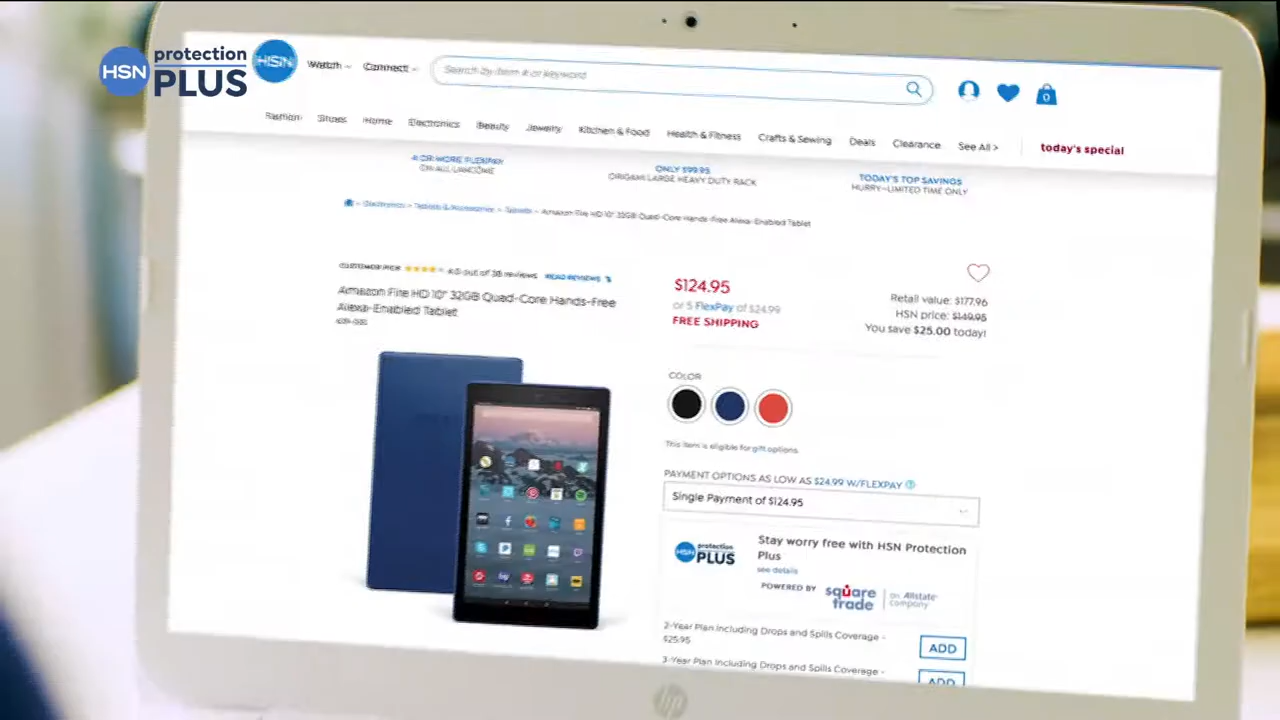 HSN protection PLUS
HSN
Watch
Connect
Search by item # or keyword
0
Fashion
Shoes
Home
Electronics
Beauty
Jewelry
Kitchen & Food
Health & Fitness
Crafts & Sewing
Deals
Clearance
See All >
today's special
4 OR MORE FLEXPAY
ON ALL LANCOME
ONLY $99.95
ORIGAMI LARGE HEAVY DUTY RACK
TODAY'S TOP SAVINGS
HURRY—LIMITED TIME ONLY
Electronics > Tablets & Accessories > Tablets > Amazon Fire HD 10" 32GB Quad-Core Hands-Free Alexa-Enabled Tablet
CUSTOMER PICK
4.0 out of 38 reviews
READ REVIEWS
Amazon Fire HD 10" 32GB Quad-Core Hands-Free
Alexa-Enabled Tablet
$124.95
or 5 FlexPay of $24.99
FREE SHIPPING
Retail value: $177.96
HSN price: $149.95
You save $25.00 today!
COLOR
This item is eligible for gift options.
PAYMENT OPTIONS AS LOW AS $24.99 W/FLEXPAY
Single Payment of $124.95
HSN protection PLUS
Stay worry free with HSN Protection
Plus
see details
POWERED BY
square trade
an Allstate company
2-Year Plan Including Drops and Spills Coverage -
$25.95
ADD
3-Year Plan Including Drops and Spills Coverage -
ADD
hp